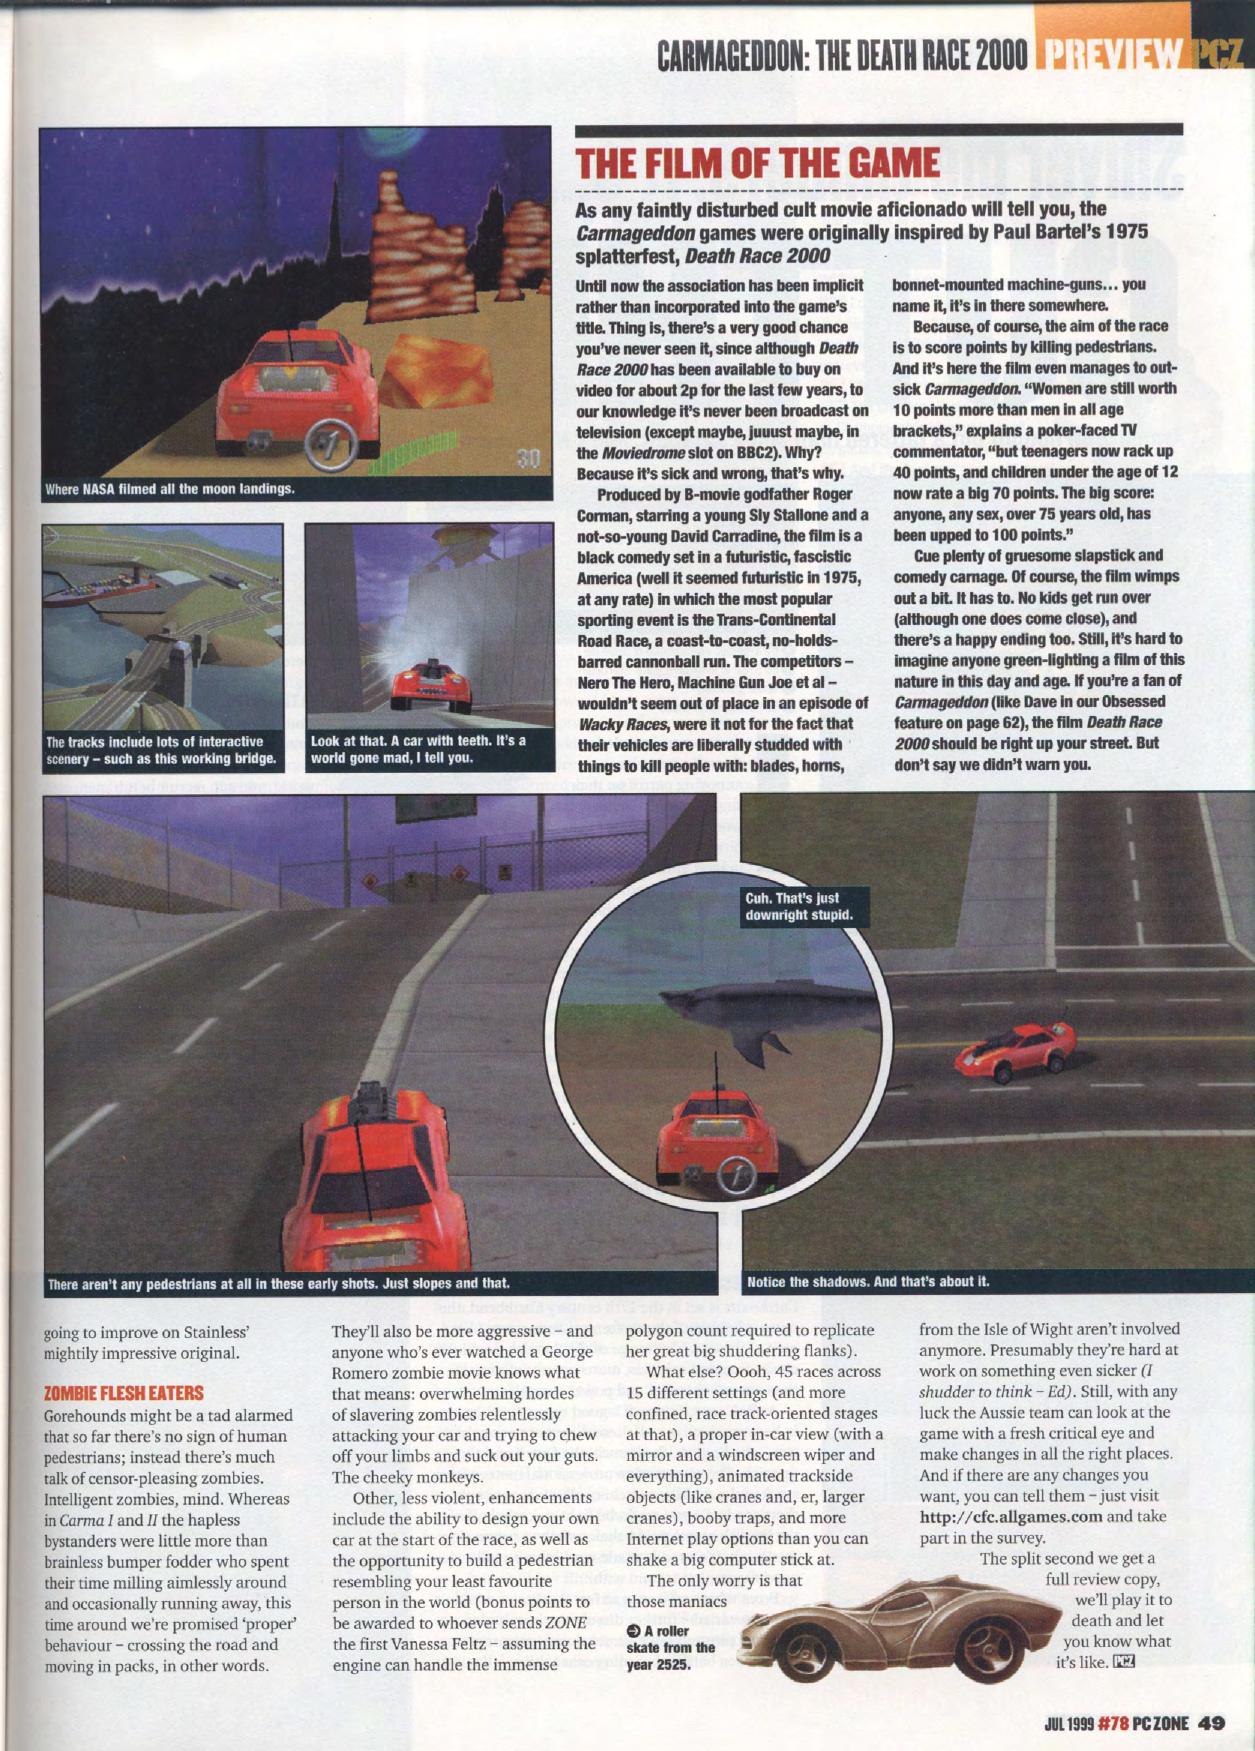 CARMAGEDDON: THE DEATH RACE 2000 PREVIEW PCZ
Where NASA filmed all the moon landings.
The tracks include lots of interactive
scenery – such as this working bridge.
Look at that. A car with teeth. It's a
world gone mad, I tell you.
THE FILM OF THE GAME
As any faintly disturbed cult movie aficionado will tell you, the
Carmageddon games were originally inspired by Paul Bartel's 1975
splatterfest, Death Race 2000
Until now the association has been implicit
rather than incorporated into the game's
title. Thing is, there's a very good chance
you've never seen it, since although Death
Race 2000 has been available to buy on
video for about 2p for the last few years, to
our knowledge it's never been broadcast on
television (except maybe, juuust maybe, in
the Moviedrome slot on BBC2). Why?
Because it's sick and wrong, that's why.
Produced by B-movie godfather Roger
Corman, starring a young Sly Stallone and a
not-so-young David Carradine, the film is a
black comedy set in a futuristic, fascistic
America (well it seemed futuristic in 1975,
at any rate) in which the most popular
sporting event is the Trans-Continental
Road Race, a coast-to-coast, no-holds-
barred cannonball run. The competitors –
Nero The Hero, Machine Gun Joe et al –
wouldn't seem out of place in an episode of
Wacky Races, were it not for the fact that
their vehicles are liberally studded with
things to kill people with: blades, horns,
bonnet-mounted machine-guns... you
name it, it's in there somewhere.
Because, of course, the aim of the race
is to score points by killing pedestrians.
And it's here the film even manages to out-
sick Carmageddon. "Women are still worth
10 points more than men in all age
brackets," explains a poker-faced TV
commentator, "but teenagers now rack up
40 points, and children under the age of 12
now rate a big 70 points. The big score:
anyone, any sex, over 75 years old, has
been upped to 100 points."
Cue plenty of gruesome slapstick and
comedy carnage. Of course, the film wimps
out a bit. It has to. No kids get run over
(although one does come close), and
there's a happy ending too. Still, it's hard to
imagine anyone green-lighting a film of this
nature in this day and age. If you're a fan of
Carmageddon (like Dave in our Obsessed
feature on page 62), the film Death Race
2000 should be right up your street. But
don't say we didn't warn you.
Cuh. That's just
downright stupid.
There aren't any pedestrians at all in these early shots. Just slopes and that.
Notice the shadows. And that's about it.
going to improve on Stainless'
mightily impressive original.
ZOMBIE FLESH EATERS
Gorehounds might be a tad alarmed
that so far there's no sign of human
pedestrians; instead there's much
talk of censor-pleasing zombies.
Intelligent zombies, mind. Whereas
in Carma I and II the hapless
bystanders were little more than
brainless bumper fodder who spent
their time milling aimlessly around
and occasionally running away, this
time around we're promised 'proper'
behaviour – crossing the road and
moving in packs, in other words.
They'll also be more aggressive – and
anyone who's ever watched a George
Romero zombie movie knows what
that means: overwhelming hordes
of slavering zombies relentlessly
attacking your car and trying to chew
off your limbs and suck out your guts.
The cheeky monkeys.
Other, less violent, enhancements
include the ability to design your own
car at the start of the race, as well as
the opportunity to build a pedestrian
resembling your least favourite
person in the world (bonus points to
be awarded to whoever sends ZONE
the first Vanessa Feltz – assuming the
engine can handle the immense
polygon count required to replicate
her great big shuddering flanks).
What else? Oooh, 45 races across
15 different settings (and more
confined, race track-oriented stages
at that), a proper in-car view (with a
mirror and a windscreen wiper and
everything), animated trackside
objects (like cranes and, er, larger
cranes), booby traps, and more
Internet play options than you can
shake a big computer stick at.
The only worry is that
those maniacs
A roller
skate from the
year 2525.
from the Isle of Wight aren't involved
anymore. Presumably they're hard at
work on something even sicker (I
shudder to think – Ed). Still, with any
luck the Aussie team can look at the
game with a fresh critical eye and
make changes in all the right places.
And if there are any changes you
want, you can tell them – just visit
http://cfc.allgames.com and take
part in the survey.
The split second we get a
full review copy,
we'll play it to
death and let
you know what
it's like. PCZ
JUL 1999 #78 PC ZONE 49